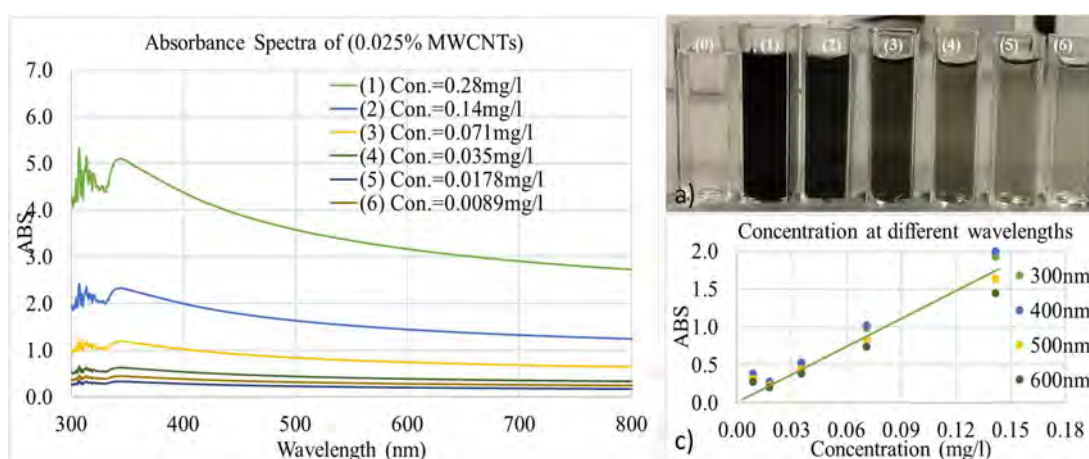 Absorbance Spectra of (0.025% MWCNTs)
7.0
6.0
5.0
4.0
3.0
2.0
1.0
0.0
ABS
(1) Con.=0.28mg/l
(2) Con.=0.14mg/l
(3) Con.=0.071mg/l
(4) Con.=0.035mg/l
(5) Con.=0.0178mg/l
(6) Con.=0.0089mg/l
300 400 500 600 700 800
Wavelength (nm)
(0) (1) (2) (3) (4) (5) (6)
a)
Concentration at different wavelengths
2.0
1.5
1.0
0.5
0.0
ABS
300nm
400nm
500nm
600nm
0.00 0.03 0.06 0.09 0.12 0.15 0.18
c)
Concentration (mg/l)